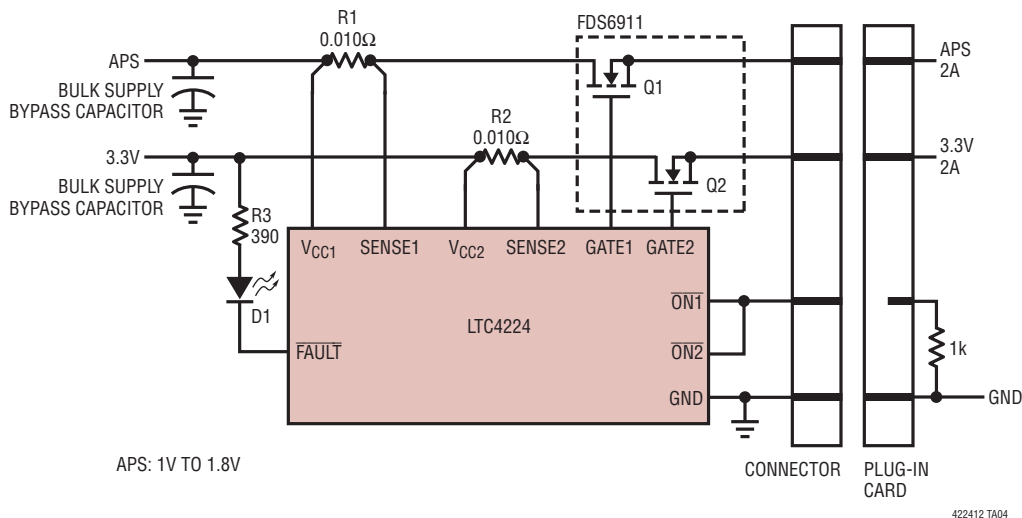 R1
0.010Ω
FDS6911
APS
BULK SUPPLY
BYPASS CAPACITOR
Q1
APS
2A
R2
0.010Ω
3.3V
BULK SUPPLY
BYPASS CAPACITOR
Q2
3.3V
2A
R3
390
VCC1
SENSE1
VCC2
SENSE2
GATE1
GATE2
D1
FAULT
LTC4224
ON1
ON2
GND
1k
GND
APS: 1V TO 1.8V
CONNECTOR
PLUG-IN
CARD
422412 TA04